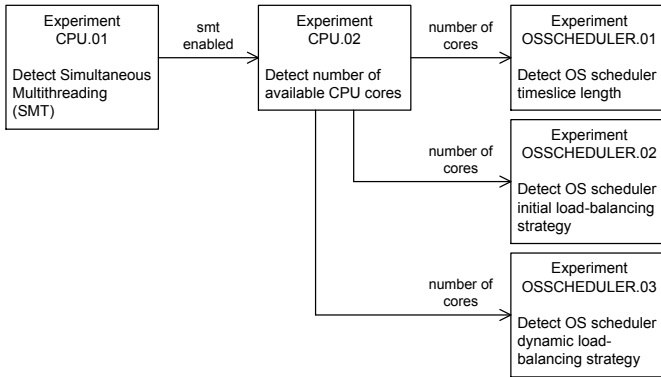 Experiment
CPU.01
Detect Simultaneous
Multithreading
(SMT)
smt
enabled
Experiment
CPU.02
Detect number of
available CPU cores
number of
cores
Experiment
OSSCHEDULER.01
Detect OS scheduler
timeslice length
number of
cores
Experiment
OSSCHEDULER.02
Detect OS scheduler
initial load-balancing
strategy
number of
cores
Experiment
OSSCHEDULER.03
Detect OS scheduler
dynamic load-
balancing strategy